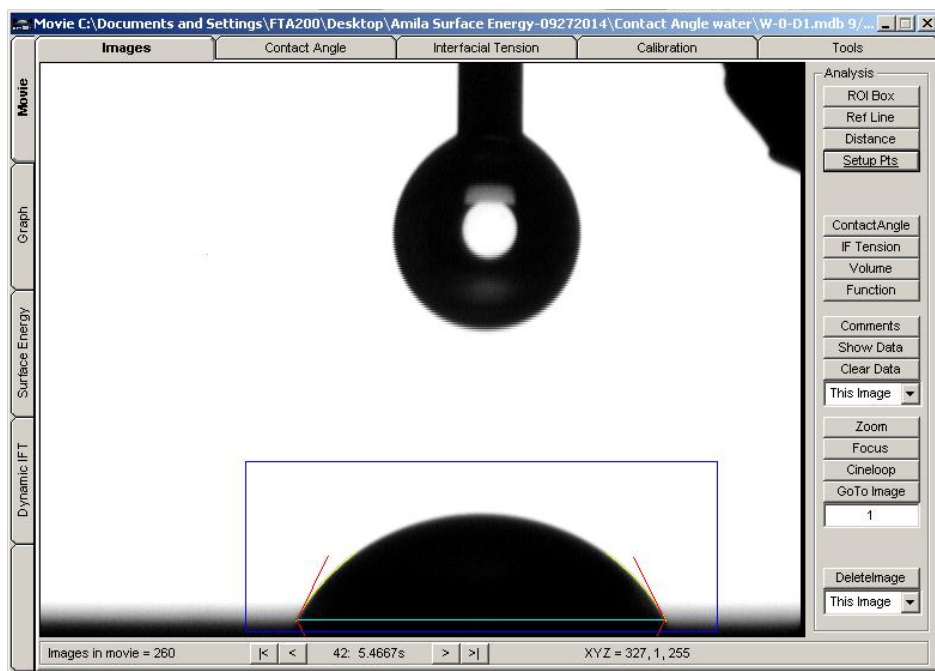 Movie C:\Documents and Settings\FTA200\Desktop\Amila Surface Energy-09272014\Contact Angle water\W-0-D1.mdb 9/...
Images
Contact Angle
Interfacial Tension
Calibration
Tools
Movie
Graph
Surface Energy
Dynamic IFT
Analysis
ROI Box
Ref Line
Distance
Setup Pts
ContactAngle
IF Tension
Volume
Function
Comments
Show Data
Clear Data
This Image
Zoom
Focus
Cineloop
GoTo Image
1
DeleteImage
This Image
Images in movie = 260
|<
<
42: 5.4667s
>
>|
XYZ = 327, 1, 255